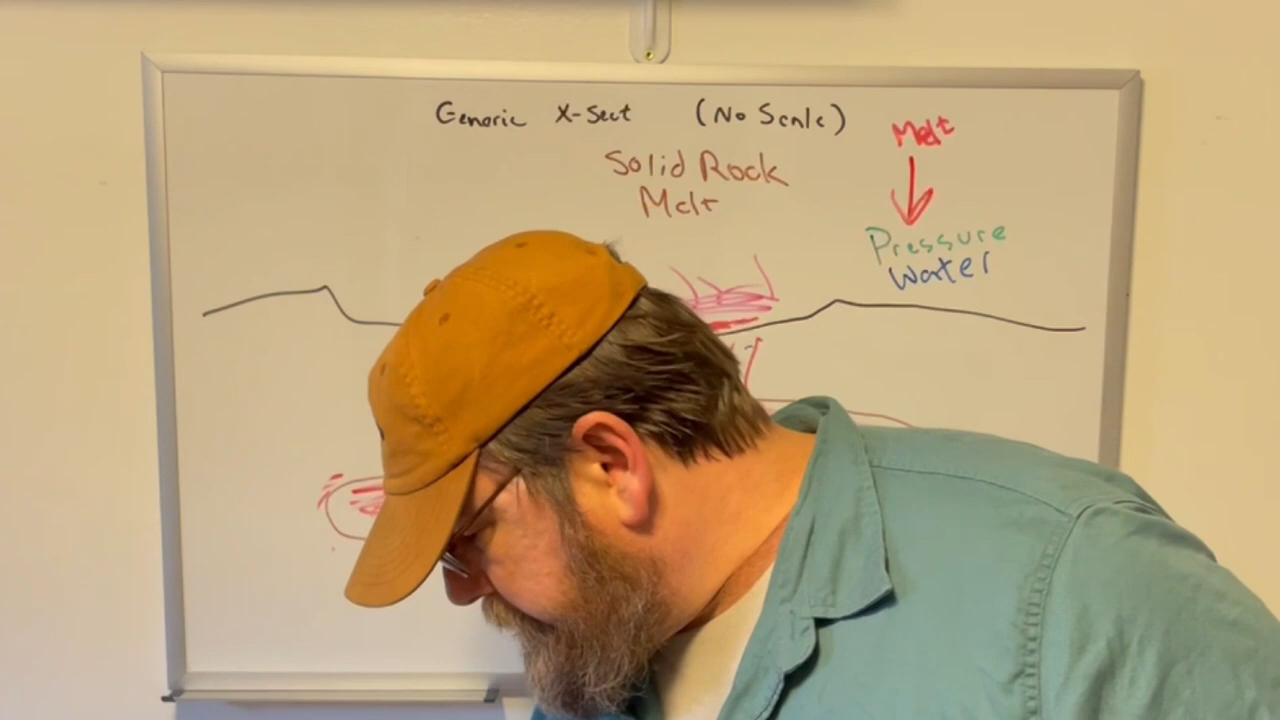 Generic X-Sect (No Scale)
Solid Rock
Melt
Melt
Pressure
Water